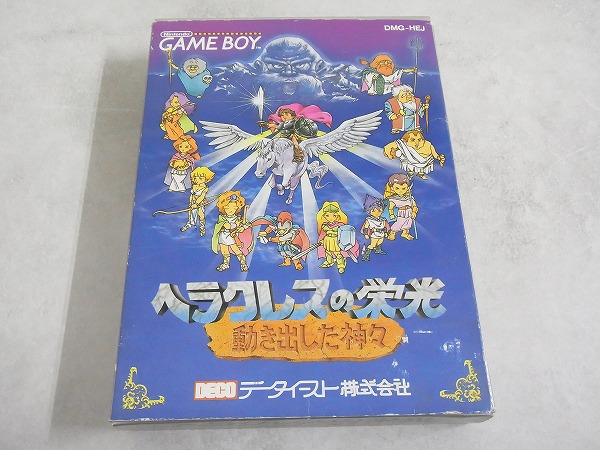 Nintendo
GAME BOY™
DMG-HEJ
ヘラクレスの栄光
動き出した神々
DECO データイースト株式会社